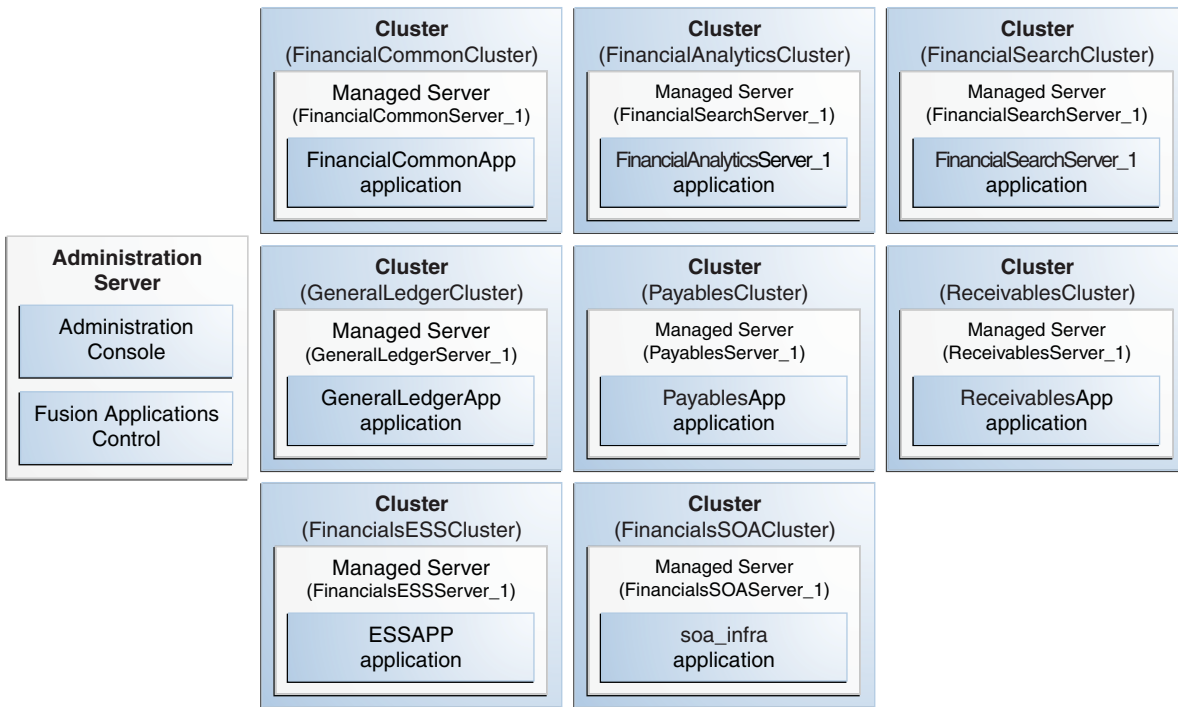 Cluster
(FinancialCommonCluster)
Managed Server
(FinancialCommonServer_1)
FinancialCommonApp
application
Cluster
(FinancialAnalyticsCluster)
Managed Server
(FinancialSearchServer_1)
FinancialAnalyticsServer_1
application
Cluster
(FinancialSearchCluster)
Managed Server
(FinancialSearchServer_1)
FinancialSearchServer_1
application
Administration
Server
Administration
Console
Fusion Applications
Control
Cluster
(GeneralLedgerCluster)
Managed Server
(GeneralLedgerServer_1)
GeneralLedgerApp
application
Cluster
(PayablesCluster)
Managed Server
(PayablesServer_1)
PayablesApp
application
Cluster
(ReceivablesCluster)
Managed Server
(ReceivablesServer_1)
ReceivablesApp
application
Cluster
(FinancialsESSCluster)
Managed Server
(FinancialsESSServer_1)
ESSAPP
application
Cluster
(FinancialsSOACluster)
Managed Server
(FinancialsSOAServer_1)
soa_infra
application